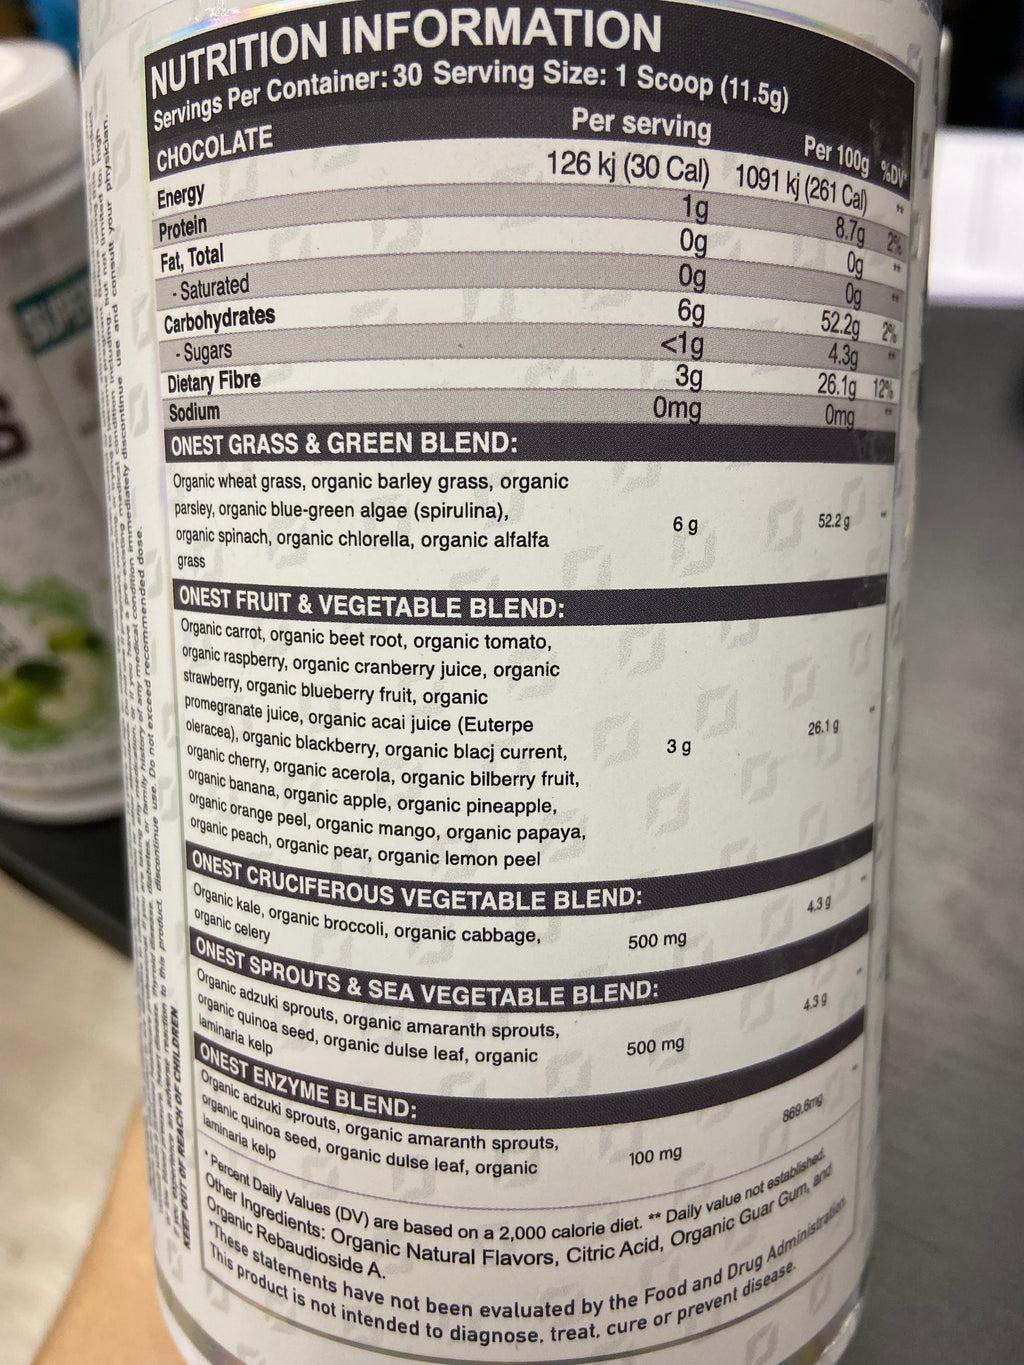 NUTRITION INFORMATION
Servings Per Container: 30 Serving Size: 1 Scoop (11.5g)
CHOCOLATE Per serving Per 100g %DV*
Energy 126 kj (30 Cal) 1091 kj (261 Cal) **
Protein 1g 8.7g 2%
Fat, Total 0g 0g **
- Saturated 0g 0g **
Carbohydrates 6g 52.2g 2%
- Sugars <1g 4.3g **
Dietary Fibre 3g 26.1g 12%
Sodium 0mg 0mg **
ONEST GRASS & GREEN BLEND:
Organic wheat grass, organic barley grass, organic
parsley, organic blue-green algae (spirulina),
organic spinach, organic chlorella, organic alfalfa
grass
6 g 52.2 g
ONEST FRUIT & VEGETABLE BLEND:
Organic carrot, organic beet root, organic tomato,
organic raspberry, organic cranberry juice, organic
strawberry, organic blueberry fruit, organic
promegranate juice, organic acai juice (Euterpe
oleracea), organic blackberry, organic blacj current,
organic cherry, organic acerola, organic bilberry fruit,
organic banana, organic apple, organic pineapple,
organic orange peel, organic mango, organic papaya,
organic peach, organic pear, organic lemon peel
3 g 26.1 g
ONEST CRUCIFEROUS VEGETABLE BLEND:
Organic kale, organic broccoli, organic cabbage,
organic celery
500 mg 4.3 g
ONEST SPROUTS & SEA VEGETABLE BLEND:
Organic adzuki sprouts, organic amaranth sprouts,
organic quinoa seed, organic dulse leaf, organic
laminaria kelp
500 mg 4.3 g
ONEST ENZYME BLEND:
Organic adzuki sprouts, organic amaranth sprouts,
organic quinoa seed, organic dulse leaf, organic
laminaria kelp
100 mg 869.6mg
* Percent Daily Values (DV) are based on a 2,000 calorie diet. ** Daily value not established.
Other Ingredients: Organic Natural Flavors, Citric Acid, Organic Guar Gum, and
Organic Rebaudioside A.
*These statements have not been evaluated by the Food and Drug Administration.
This product is not intended to diagnose, treat, cure or prevent disease.
discontinue use and consult your physician.
discontinue use. Do not exceed recommended dose.
KEEP OUT OF REACH OF CHILDREN